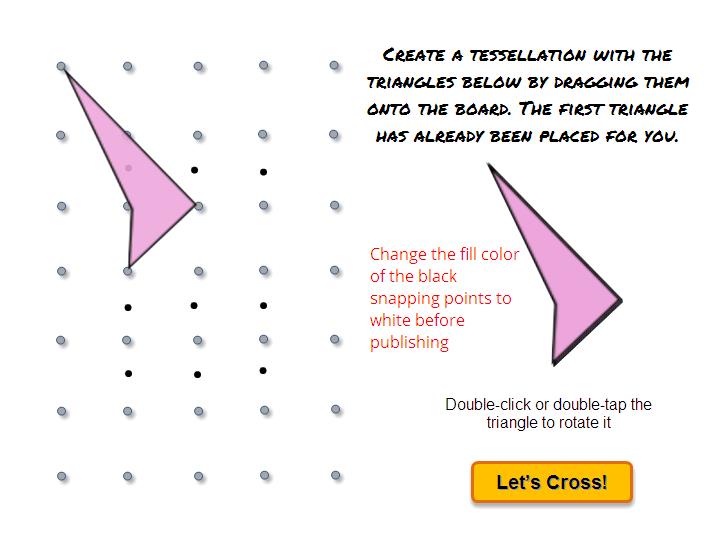 Create a tessellation with the
triangles below by dragging them
onto the board. The first triangle
has already been placed for you.
Change the fill color
of the black
snapping points to
white before
publishing
Double-click or double-tap the
triangle to rotate it
Let's Cross!